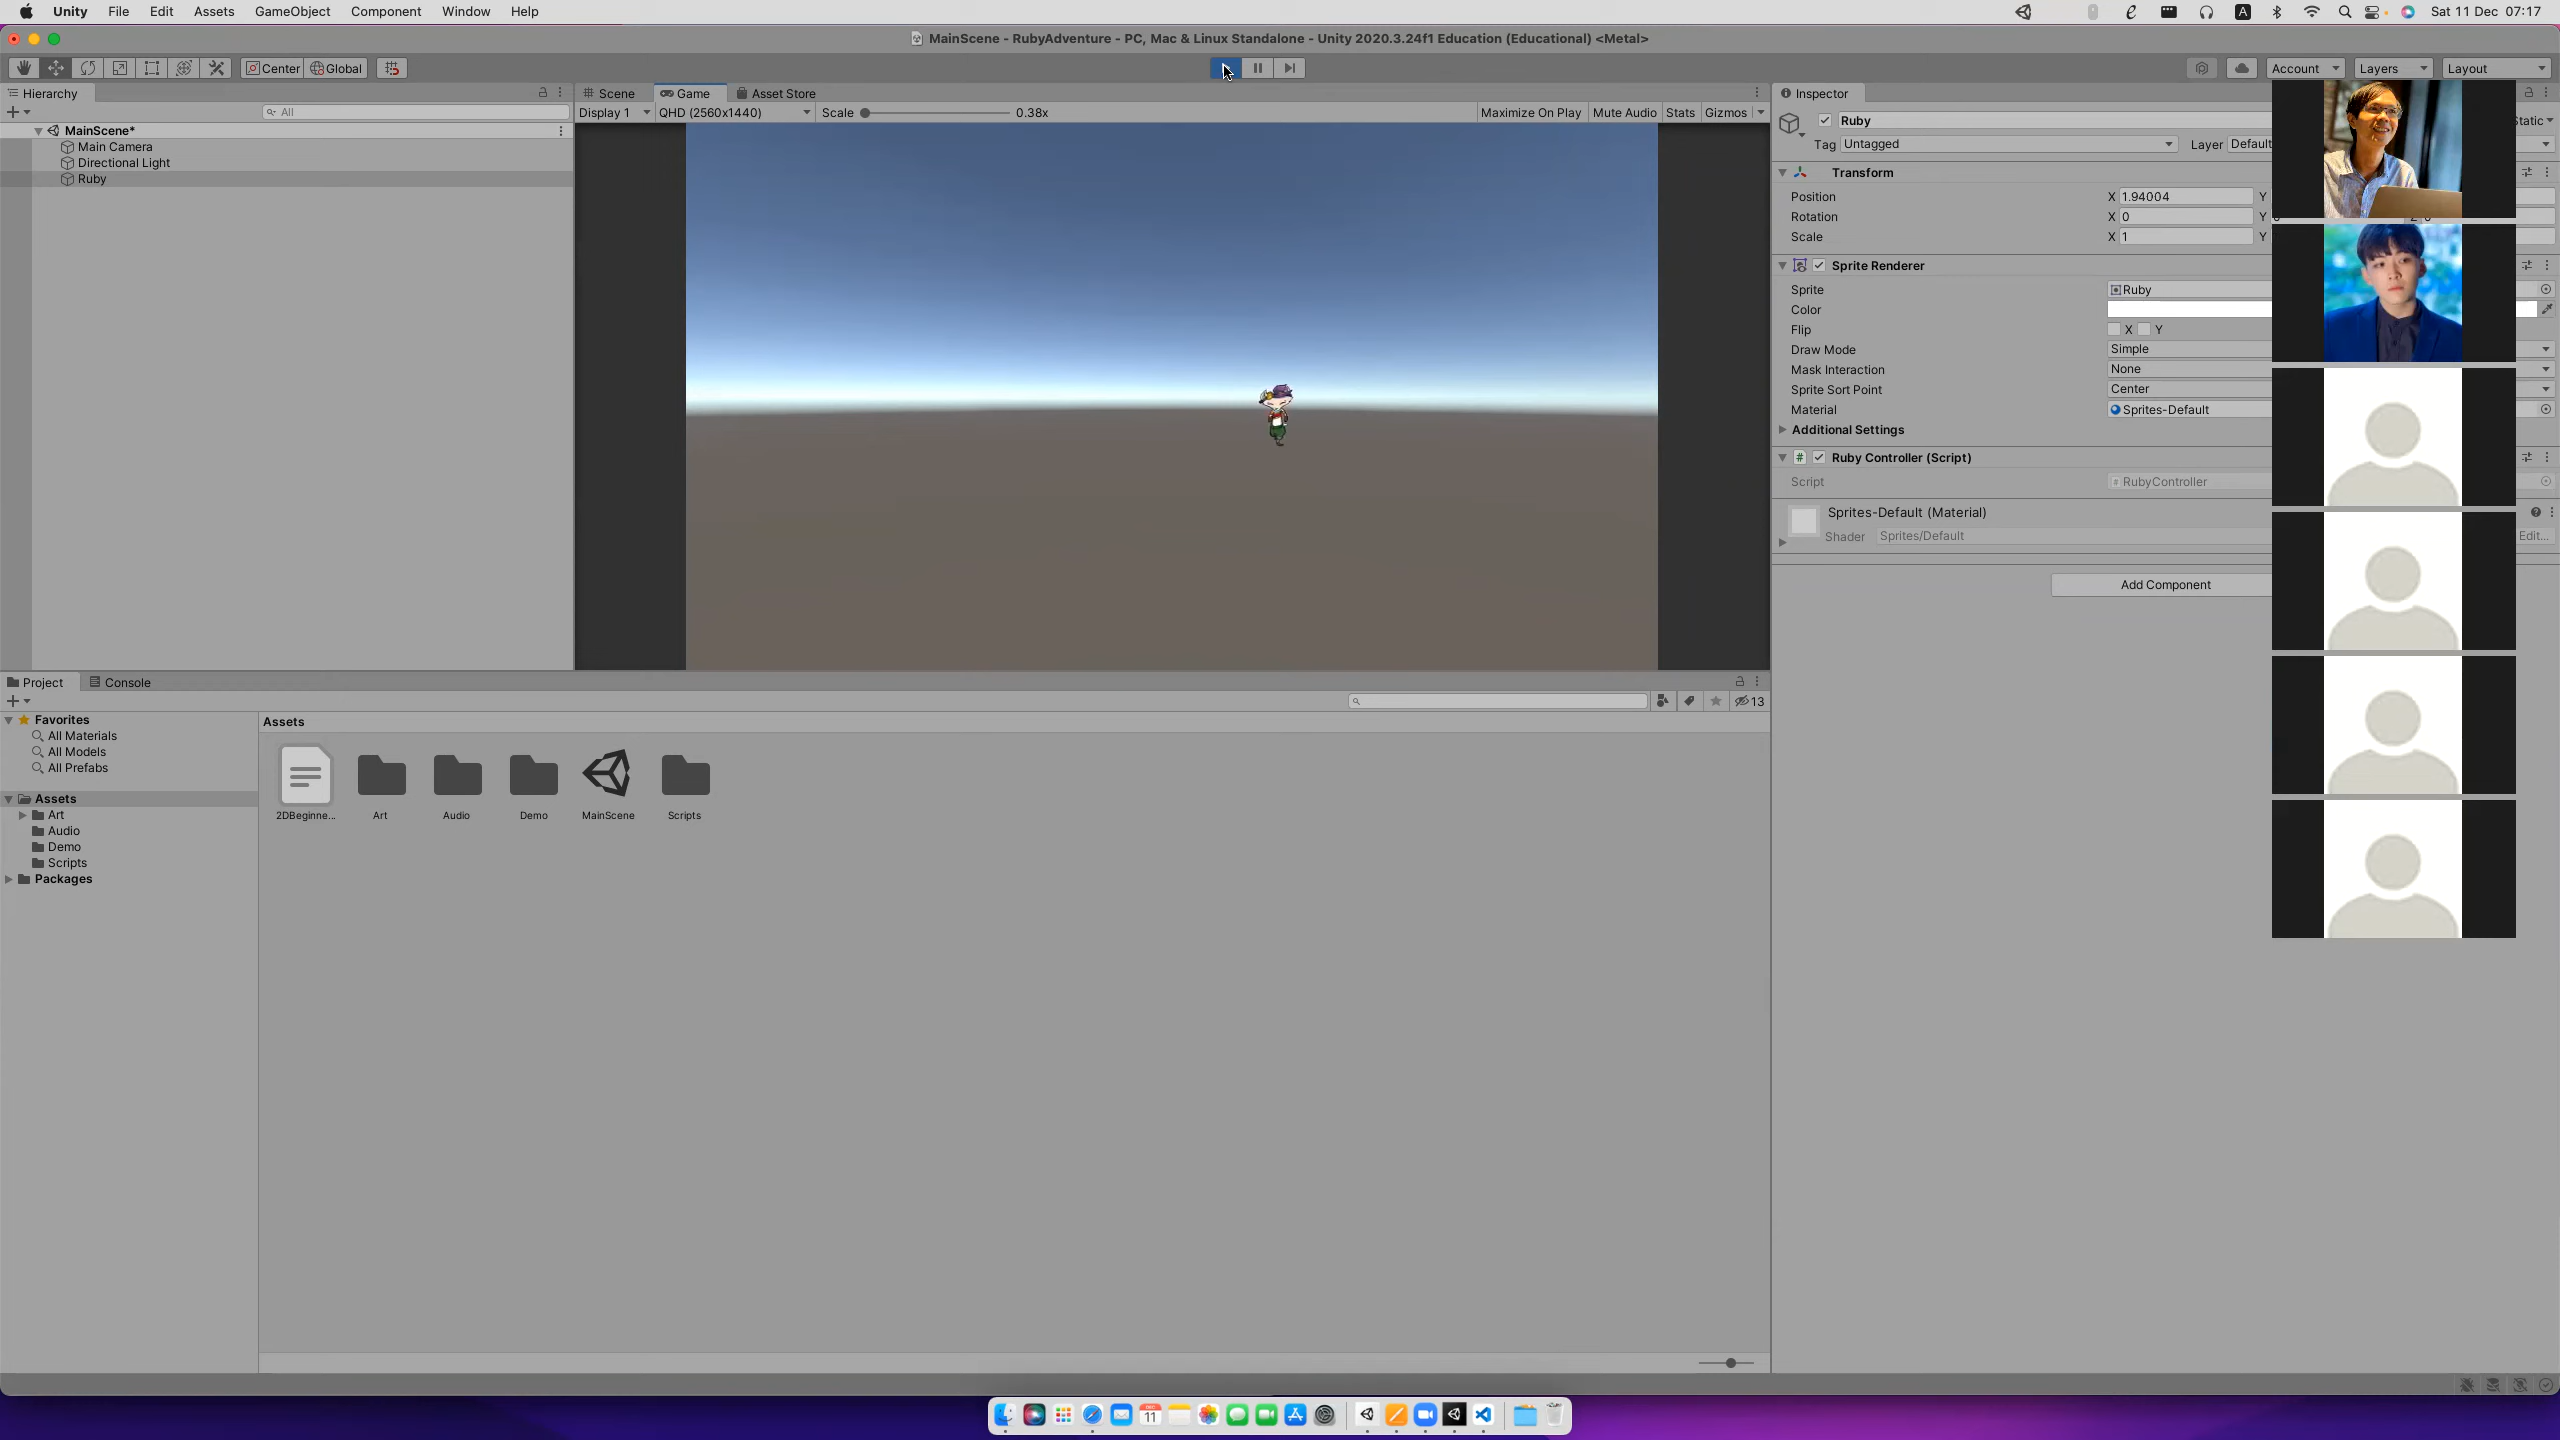 Unity File Edit Assets GameObject Component Window Help A Sat 11 Dec 07:17
MainScene - RubyAdventure - PC, Mac & Linux Standalone - Unity 2020.3.24f1 Education (Educational) <Metal>
Center Global Account Layers Layout
Hierarchy
All
MainScene*
Main Camera
Directional Light
Ruby
Scene Game Asset Store
Display 1 QHD (2560x1440) Scale 0.38x Maximize On Play Mute Audio Stats Gizmos
Inspector
Ruby Static
Tag Untagged Layer Default
Transform
Position X 1.94004 Y
Rotation X 0 Y
Scale X 1 Y
Sprite Renderer
Sprite Ruby
Color
Flip X Y
Draw Mode Simple
Mask Interaction None
Sprite Sort Point Center
Material Sprites-Default
Additional Settings
Ruby Controller (Script)
Script # RubyController
Sprites-Default (Material)
Shader Sprites/Default Edit...
Add Component
Project Console
13
Favorites
All Materials
All Models
All Prefabs
Assets
Art
Audio
Demo
Scripts
Packages
Assets
2DBeginne... Art Audio Demo MainScene Scripts
DEC
11